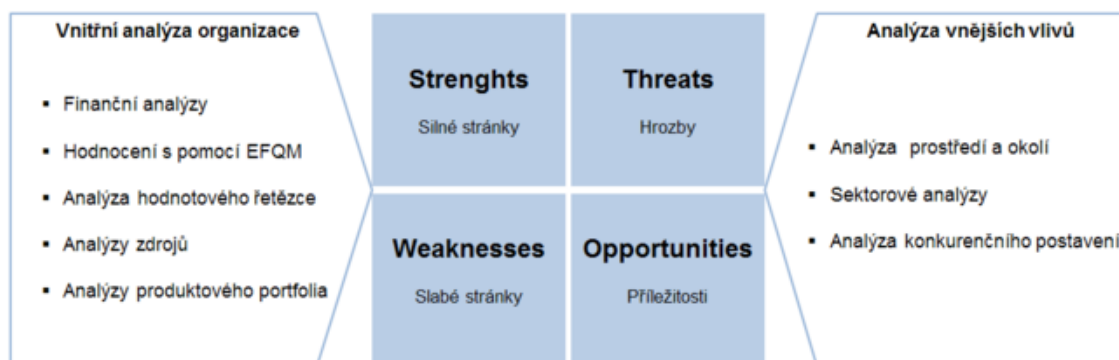 Vnitřní analýza organizace
▪ Finanční analýzy
▪ Hodnocení s pomocí EFQM
▪ Analýza hodnotového řetězce
▪ Analýzy zdrojů
▪ Analýzy produktového portfolia
Strenghts
Silné stránky
Threats
Hrozby
Weaknesses
Slabé stránky
Opportunities
Příležitosti
Analýza vnějších vlivů
▪ Analýza prostředí a okolí
▪ Sektorové analýzy
▪ Analýza konkurenčního postavení